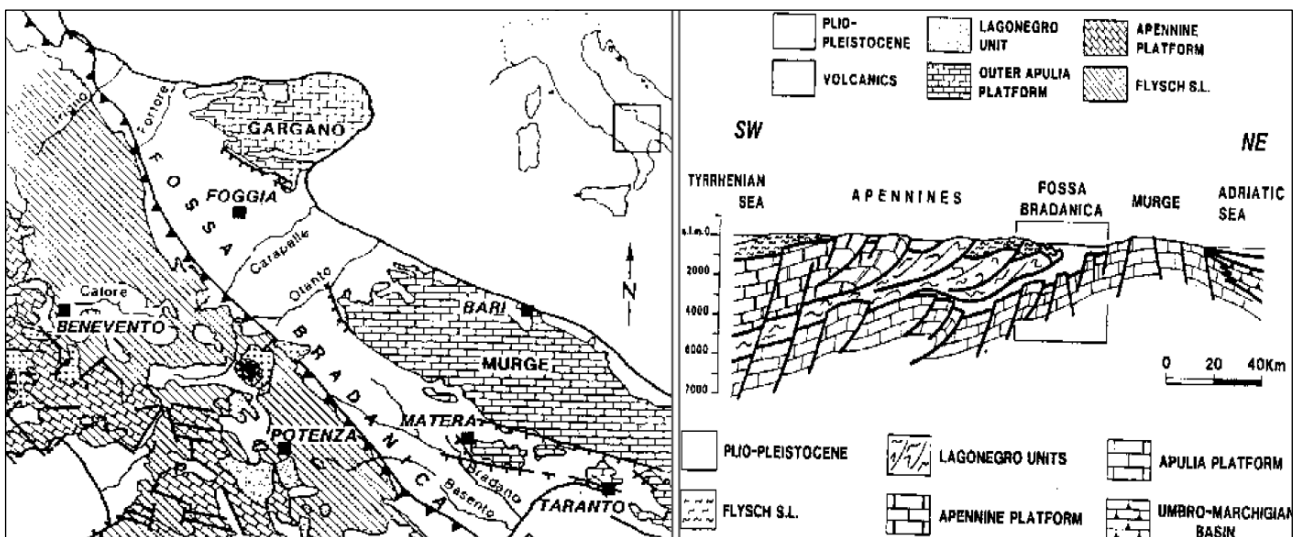 GARGANO
Fortore
FOSSA
FOGGIA
Carapelle
Ofanto
N
Calore
BENEVENTO
BARI
BRADANICA
MURGE
MATERA
POTENZA
Bradano
Basento
TARANTO
PLIO-
PLEISTOCENE
LAGONEGRO
UNIT
APENNINE
PLATFORM
VOLCANICS
OUTER APULIA
PLATFORM
FLYSCH S.L.
SW
NE
TYRRHENIAN
SEA
APENNINES
FOSSA
BRADANICA
MURGE
ADRIATIC
SEA
s.l.m.0
2000
4000
6000
7000
0 20 40Km
PLIO-PLEISTOCENE
LAGONEGRO UNITS
APULIA PLATFORM
FLYSCH S.L.
APENNINE PLATFORM
UMBRO-MARCHIGIAN
BASIN